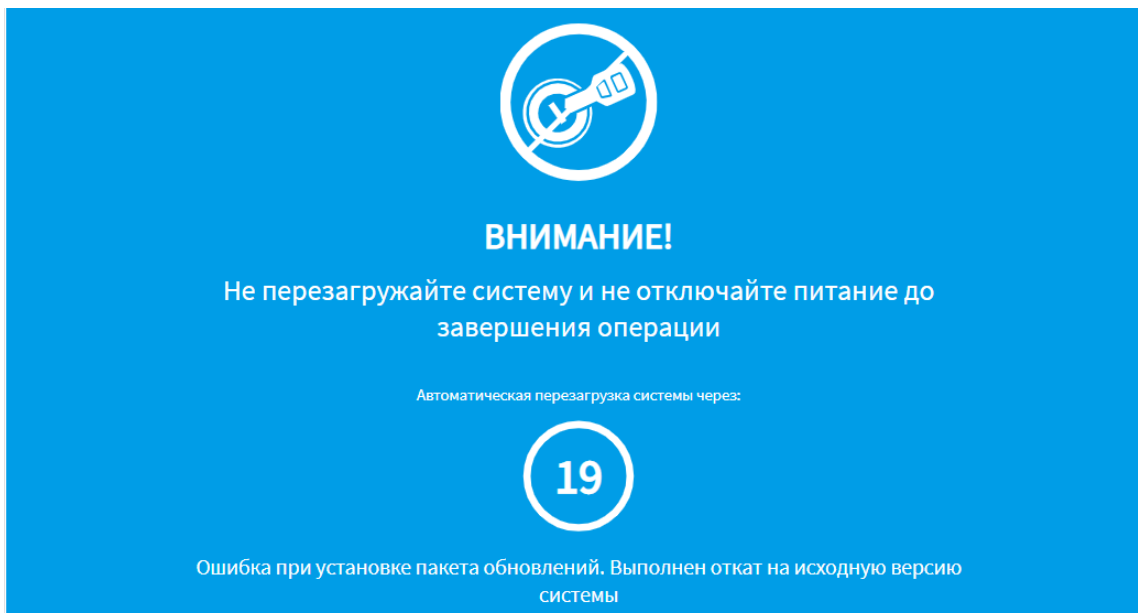 ВНИМАНИЕ!
Не перезагружайте систему и не отключайте питание до
завершения операции
Автоматическая перезагрузка системы через:
19
Ошибка при установке пакета обновлений. Выполнен откат на исходную версию
системы